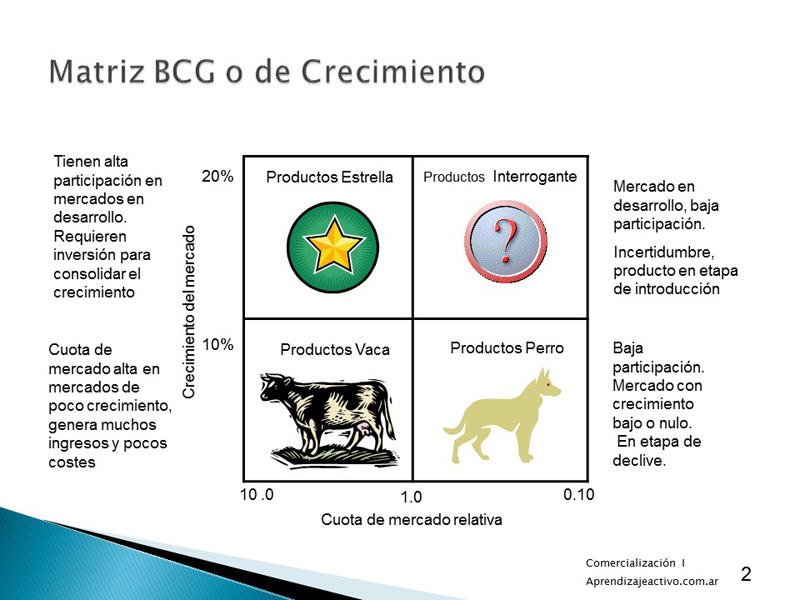 Matriz BCG o de Crecimiento
Tienen alta
participación en
mercados en
desarrollo.
Requieren
inversión para
consolidar el
crecimiento
Cuota de
mercado alta en
mercados de
poco crecimiento,
genera muchos
ingresos y pocos
costes
Crecimiento del mercado
20%
10%
Productos Estrella
Productos Interrogante
?
Productos Vaca
Productos Perro
10 .0
1.0
0.10
Cuota de mercado relativa
Mercado en
desarrollo, baja
participación.
Incertidumbre,
producto en etapa
de introducción
Baja
participación.
Mercado con
crecimiento
bajo o nulo.
En etapa de
declive.
Comercialización I
Aprendizajeactivo.com.ar
2